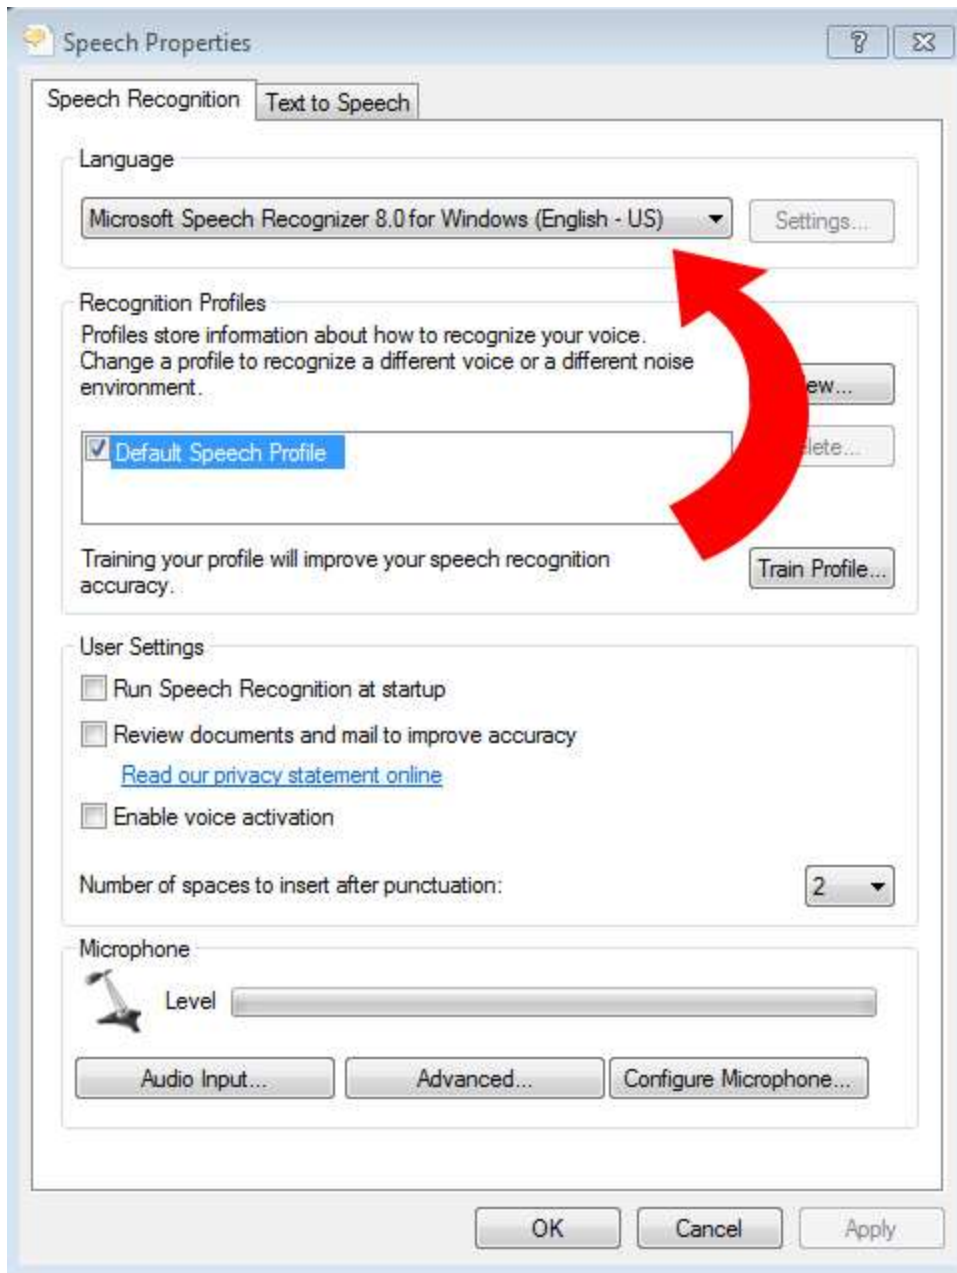 Speech Properties
Speech Recognition
Text to Speech
Language
Microsoft Speech Recognizer 8.0 for Windows (English - US)
Settings...
Recognition Profiles
Profiles store information about how to recognize your voice.
Change a profile to recognize a different voice or a different noise
environment.
Default Speech Profile
Training your profile will improve your speech recognition
accuracy.
Train Profile...
User Settings
Run Speech Recognition at startup
Review documents and mail to improve accuracy
Read our privacy statement online
Enable voice activation
Number of spaces to insert after punctuation:
2
Microphone
Level
Audio Input...
Advanced...
Configure Microphone...
OK
Cancel
Apply